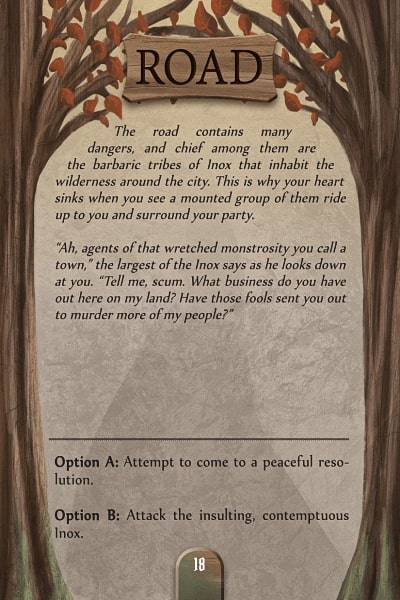 ROAD
The road contains many
dangers, and chief among them are
the barbaric tribes of Inox that inhabit the
wilderness around the city. This is why your heart
sinks when you see a mounted group of them ride
up to you and surround your party.
“Ah, agents of that wretched monstrosity you call a
town,” the largest of the Inox says as he looks down
at you. “Tell me, scum. What business do you have
out here on my land? Have those fools sent you out
to murder more of my people?”
Option A: Attempt to come to a peaceful reso-
lution.
Option B: Attack the insulting, contemptuous
Inox.
18